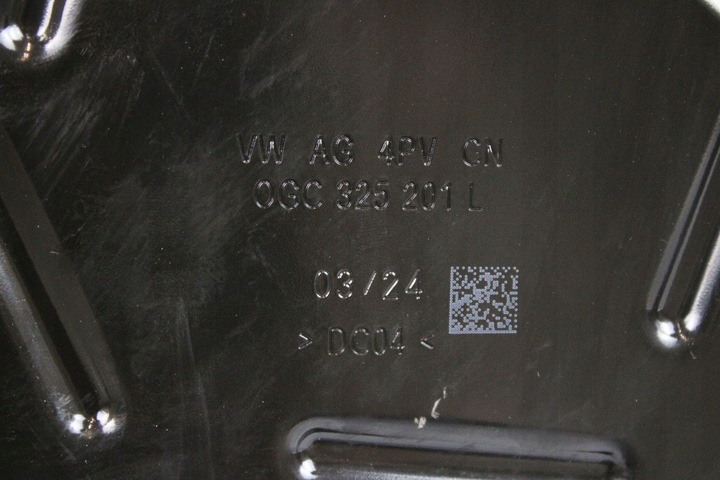 VW AG 4PV CN
0GC 325 201 L
03/24
> DC04 <